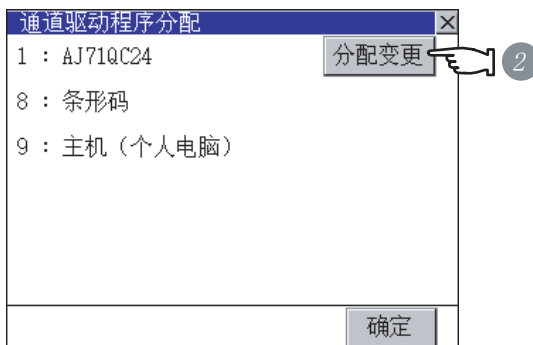 通道驱动程序分配 ×
1 : AJ71QC24 分配变更 2
8 : 条形码
9 : 主机（个人电脑）
确定